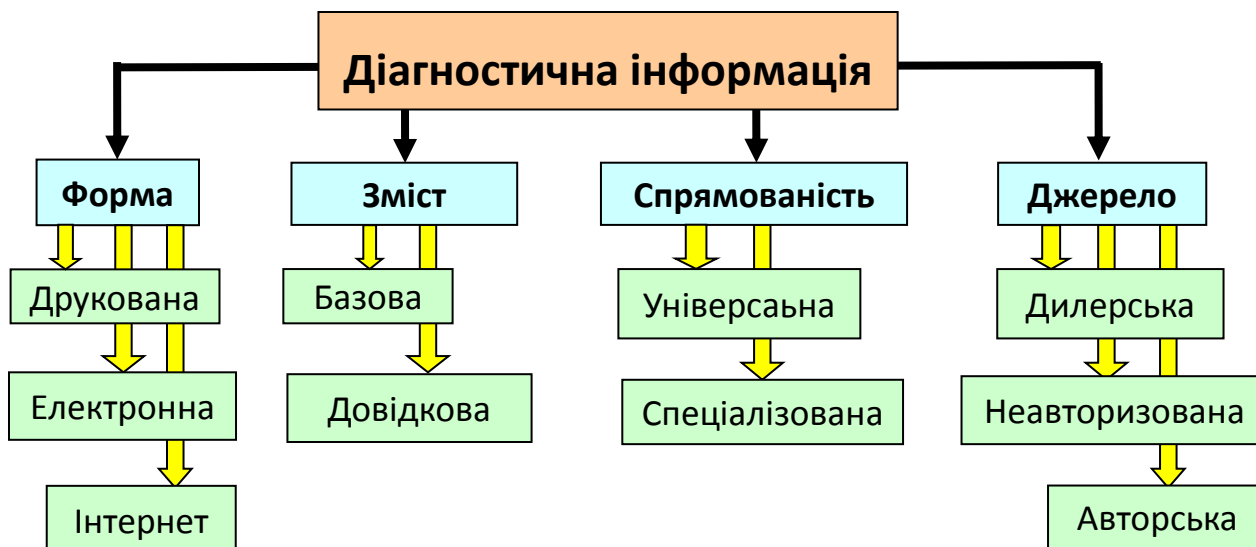 Діагностична інформація
Форма
Зміст
Спрямованість
Джерело
Друкована
Базова
Універсаьна
Дилерська
Електронна
Довідкова
Спеціалізована
Неавторизована
Інтернет
Авторська